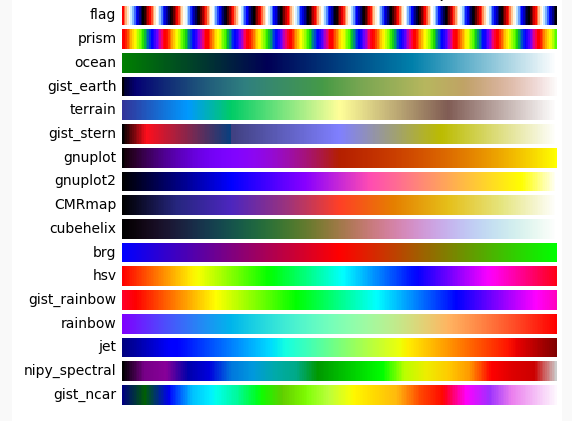 flag
prism
ocean
gist_earth
terrain
gist_stern
gnuplot
gnuplot2
CMRmap
cubehelix
brg
hsv
gist_rainbow
rainbow
jet
nipy_spectral
gist_ncar